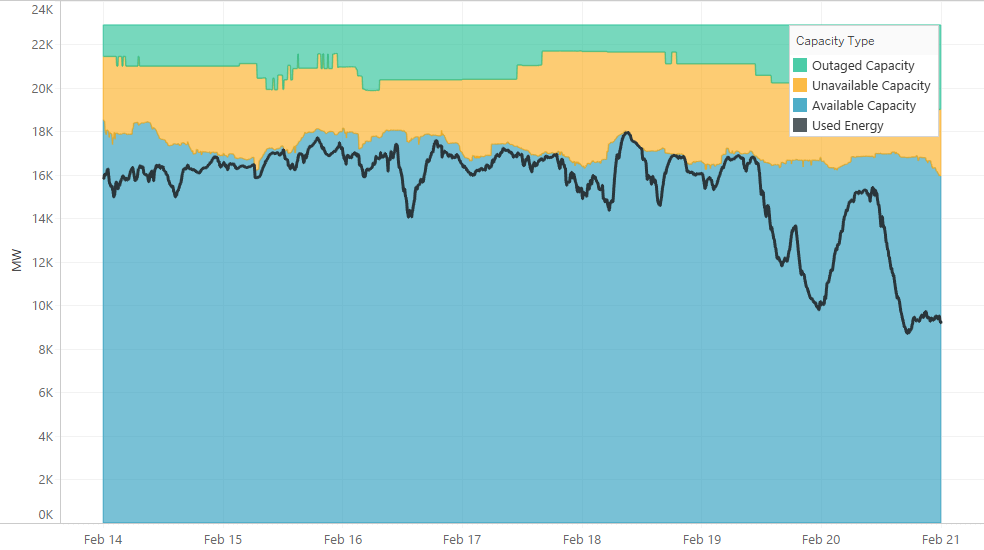 24K
22K
20K
18K
16K
14K
12K
10K
8K
6K
4K
2K
0K
MW
Capacity Type
Outaged Capacity
Unavailable Capacity
Available Capacity
Used Energy
Feb 14 Feb 15 Feb 16 Feb 17 Feb 18 Feb 19 Feb 20 Feb 21